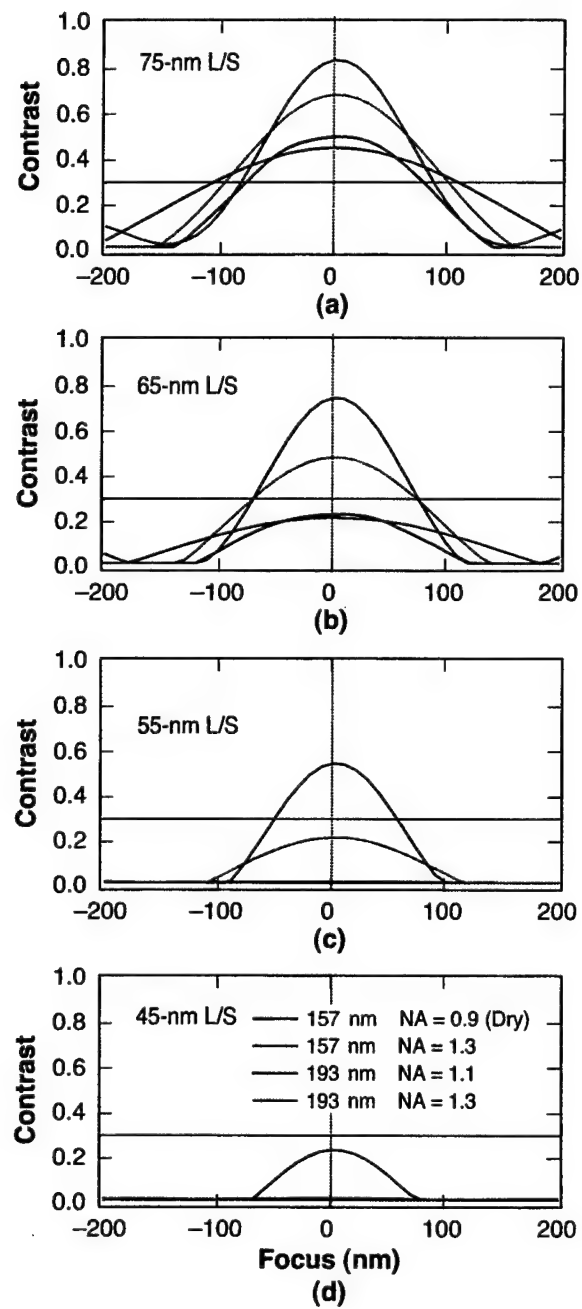 1.0
75-nm L/S
0.8
0.6
0.4
0.2
0.0
Contrast
−200 −100 0 100 200
(a)
1.0
65-nm L/S
0.8
0.6
0.4
0.2
0.0
Contrast
−200 −100 0 100 200
(b)
1.0
55-nm L/S
0.8
0.6
0.4
0.2
0.0
Contrast
−200 −100 0 100 200
(c)
1.0
45-nm L/S
157 nm NA = 0.9 (Dry)
157 nm NA = 1.3
193 nm NA = 1.1
193 nm NA = 1.3
0.8
0.6
0.4
0.2
0.0
Contrast
−200 −100 0 100 200
Focus (nm)
(d)